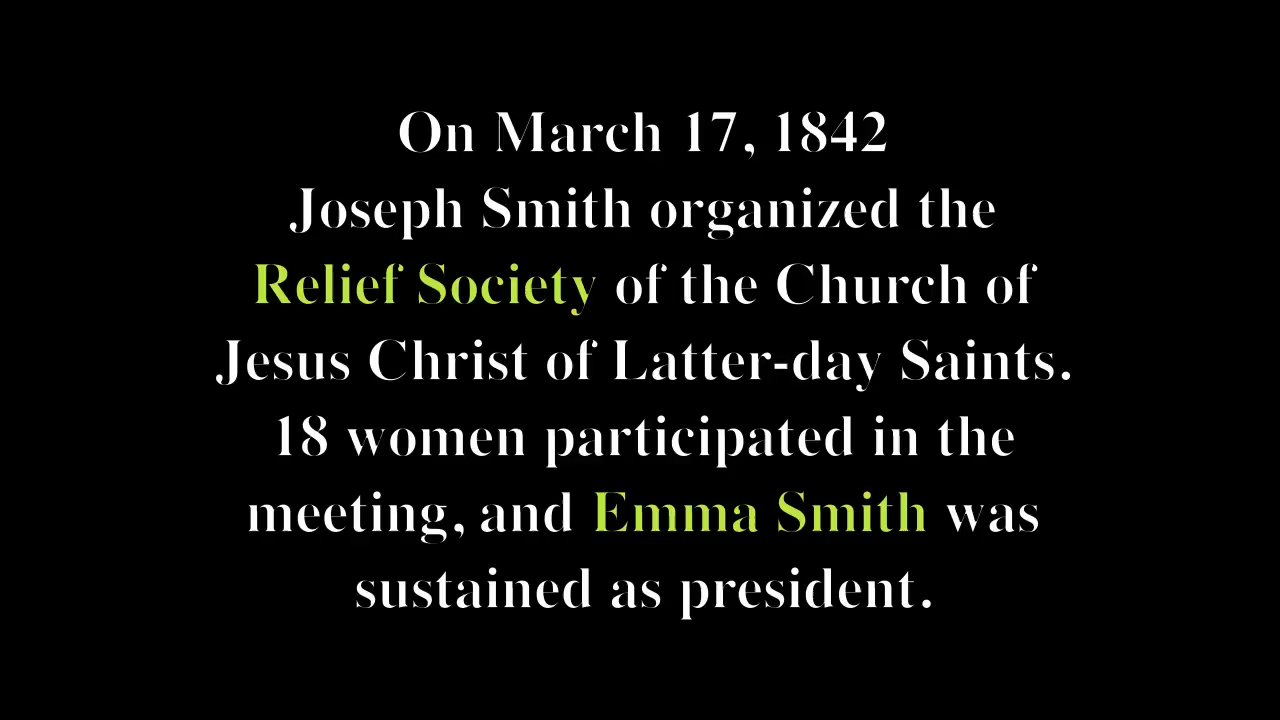 On March 17, 1842
Joseph Smith organized the
Relief Society of the Church of
Jesus Christ of Latter-day Saints.
18 women participated in the
meeting, and Emma Smith was
sustained as president.